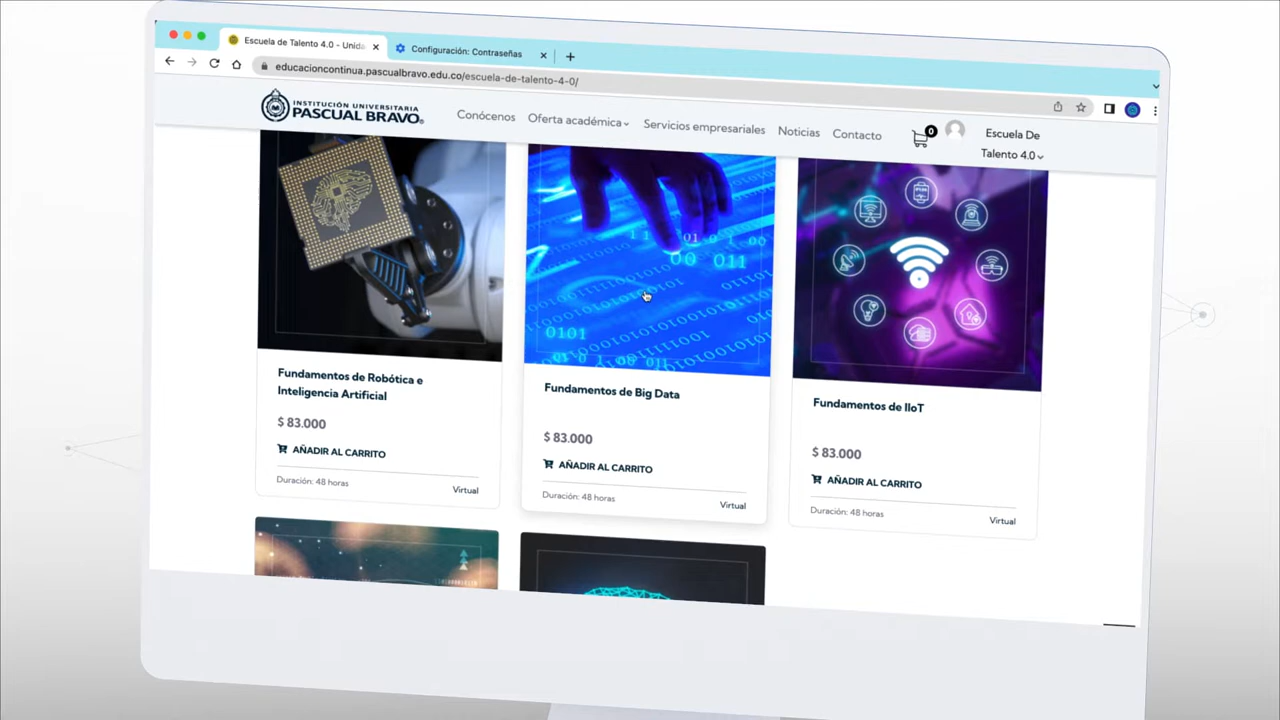 Escuela de Talento 4.0 - Unida
Configuración: Contraseñas
educacioncontinua.pascualbravo.edu.co/escuela-de-talento-4-0/
INSTITUCIÓN UNIVERSITARIA
PASCUAL BRAVO®
Conócenos
Oferta académica
Servicios empresariales
Noticias
Contacto
0
Escuela De
Talento 4.0
00 011
0101
Fundamentos de Robótica e
Inteligencia Artificial
$ 83.000
AÑADIR AL CARRITO
Duración: 48 horas
Virtual
Fundamentos de Big Data
$ 83.000
AÑADIR AL CARRITO
Duración: 48 horas
Virtual
Fundamentos de IIoT
$ 83.000
AÑADIR AL CARRITO
Duración: 48 horas
Virtual